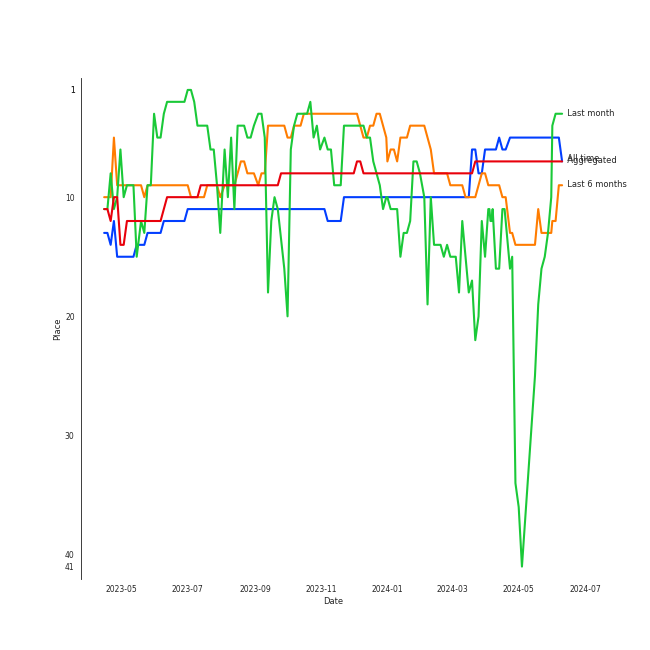 1
Last month
All time
Aggregated
10
Last 6 months
20
Place
30
40
41
2023-05
2023-07
2023-09
2023-11
2024-01
2024-03
2024-05
2024-07
Date